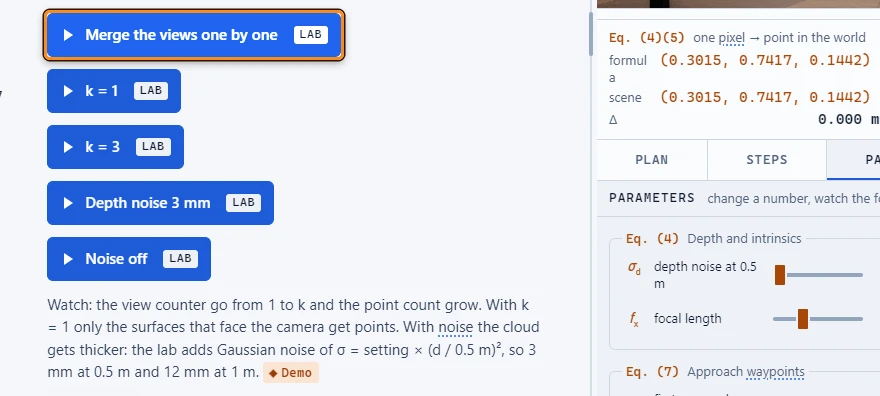 Merge the views one by one LAB
k = 1 LAB
k = 3 LAB
Depth noise 3 mm LAB
Noise off LAB
Watch: the view counter go from 1 to k and the point count grow. With k
= 1 only the surfaces that face the camera get points. With noise the cloud
gets thicker: the lab adds Gaussian noise of σ = setting × (d / 0.5 m)², so 3
mm at 0.5 m and 12 mm at 1 m. ◆ Demo
Eq. (4)(5) one pixel → point in the world
formul
a (0.3015, 0.7417, 0.1442)
scene (0.3015, 0.7417, 0.1442)
Δ 0.000 m
PLAN STEPS PA
PARAMETERS change a number, watch the fo
Eq. (4) Depth and intrinsics
σd depth noise at 0.5
m
fx focal length
Eq. (7) Approach waypoints